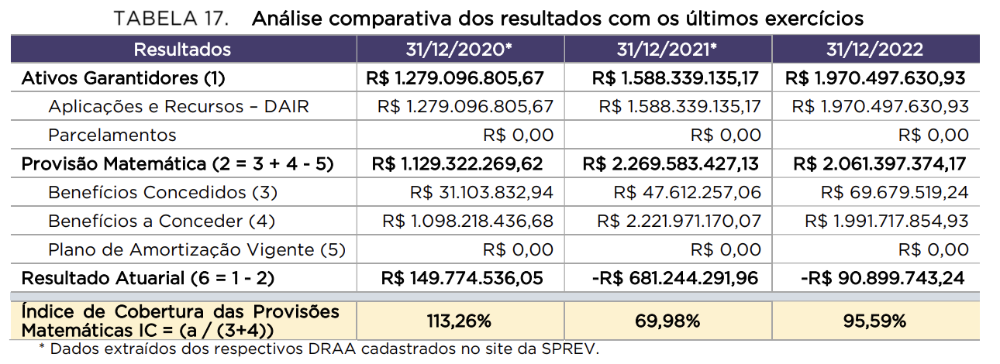 TABELA 17. Análise comparativa dos resultados com os últimos exercícios
Resultados 31/12/2020* 31/12/2021* 31/12/2022
Ativos Garantidores (1) R$ 1.279.096.805,67 R$ 1.588.339.135,17 R$ 1.970.497.630,93
Aplicações e Recursos – DAIR R$ 1.279.096.805,67 R$ 1.588.339.135,17 R$ 1.970.497.630,93
Parcelamentos R$ 0,00 R$ 0,00 R$ 0,00
Provisão Matemática (2 = 3 + 4 - 5) R$ 1.129.322.269,62 R$ 2.269.583.427,13 R$ 2.061.397.374,17
Benefícios Concedidos (3) R$ 31.103.832,94 R$ 47.612.257,06 R$ 69.679.519,24
Benefícios a Conceder (4) R$ 1.098.218.436,68 R$ 2.221.971.170,07 R$ 1.991.717.854,93
Plano de Amortização Vigente (5) R$ 0,00 R$ 0,00 R$ 0,00
Resultado Atuarial (6 = 1 - 2) R$ 149.774.536,05 -R$ 681.244.291,96 -R$ 90.899.743,24
Índice de Cobertura das Provisões
Matemáticas IC = (a / (3+4)) 113,26% 69,98% 95,59%
* Dados extraídos dos respectivos DRAA cadastrados no site da SPREV.